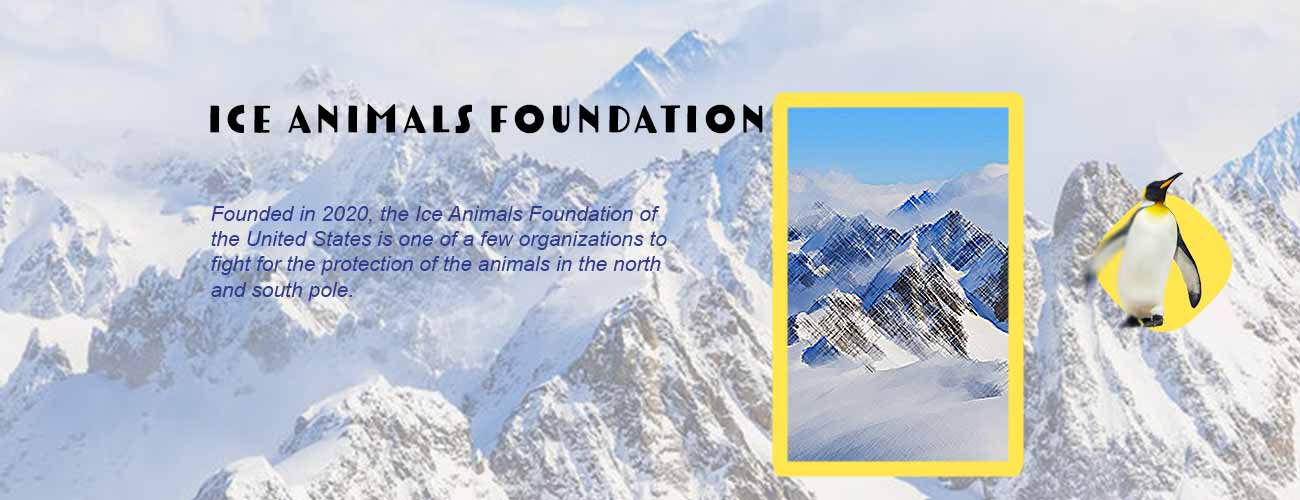 ICE ANIMALS FOUNDATION
Founded in 2020, the Ice Animals Foundation of
the United States is one of a few organizations to
fight for the protection of the animals in the north
and south pole.